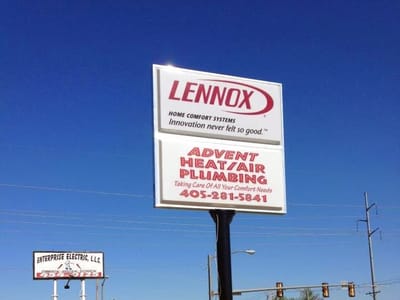 LENNOX
HOME COMFORT SYSTEMS
Innovation never felt so good.™
ADVENT
HEAT/AIR
PLUMBING
Taking Care Of All Your Comfort Needs
405-281-5841
ENTERPRISE ELECTRIC, L.L.C.